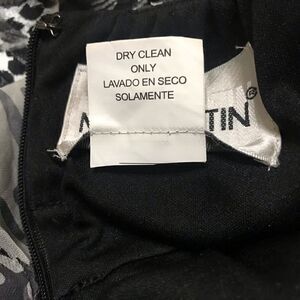 DRY CLEAN
ONLY
LAVADO EN SECO
SOLAMENTE